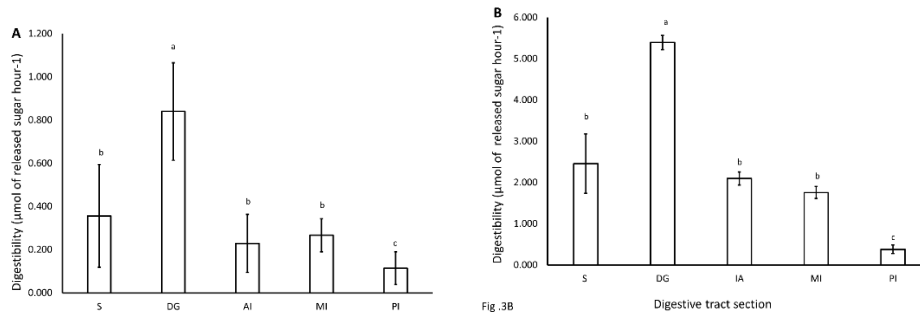 A
Digestibility (µmol of released sugar hour-1)
1.200
1.000
0.800
0.600
0.400
0.200
0.000
b
a
b
b
c
S
DG
AI
MI
PI
B
Digestibility (µmol of released sugar hour-1)
6.000
5.000
4.000
3.000
2.000
1.000
0.000
b
a
b
b
c
S
DG
IA
MI
PI
Fig .3B
Digestive tract section